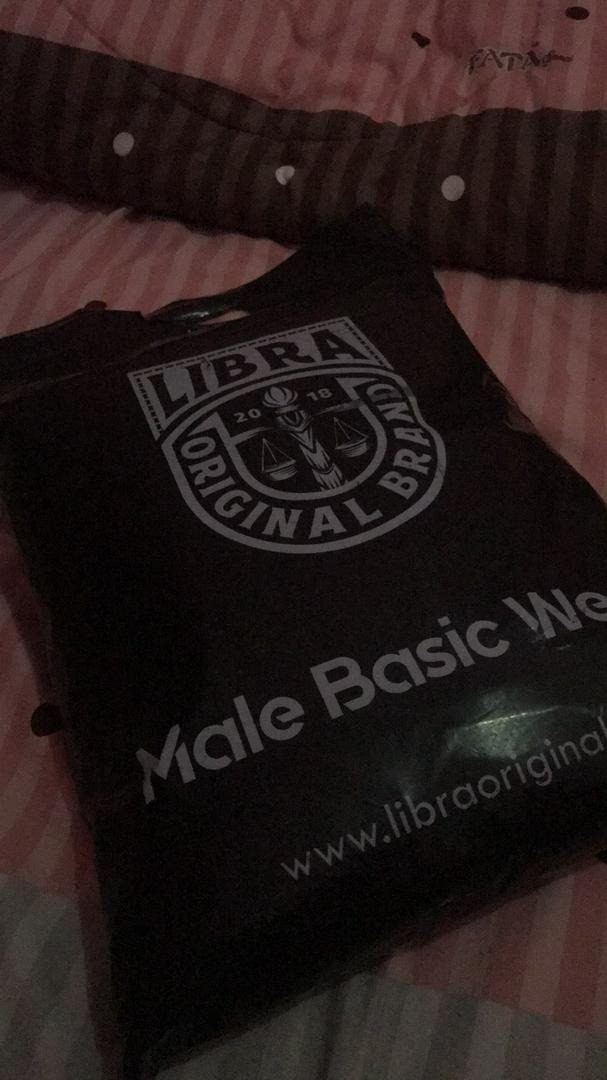 LIBRA
20 18
ORIGINAL BRAND
Male Basic We
www.libraoriginal